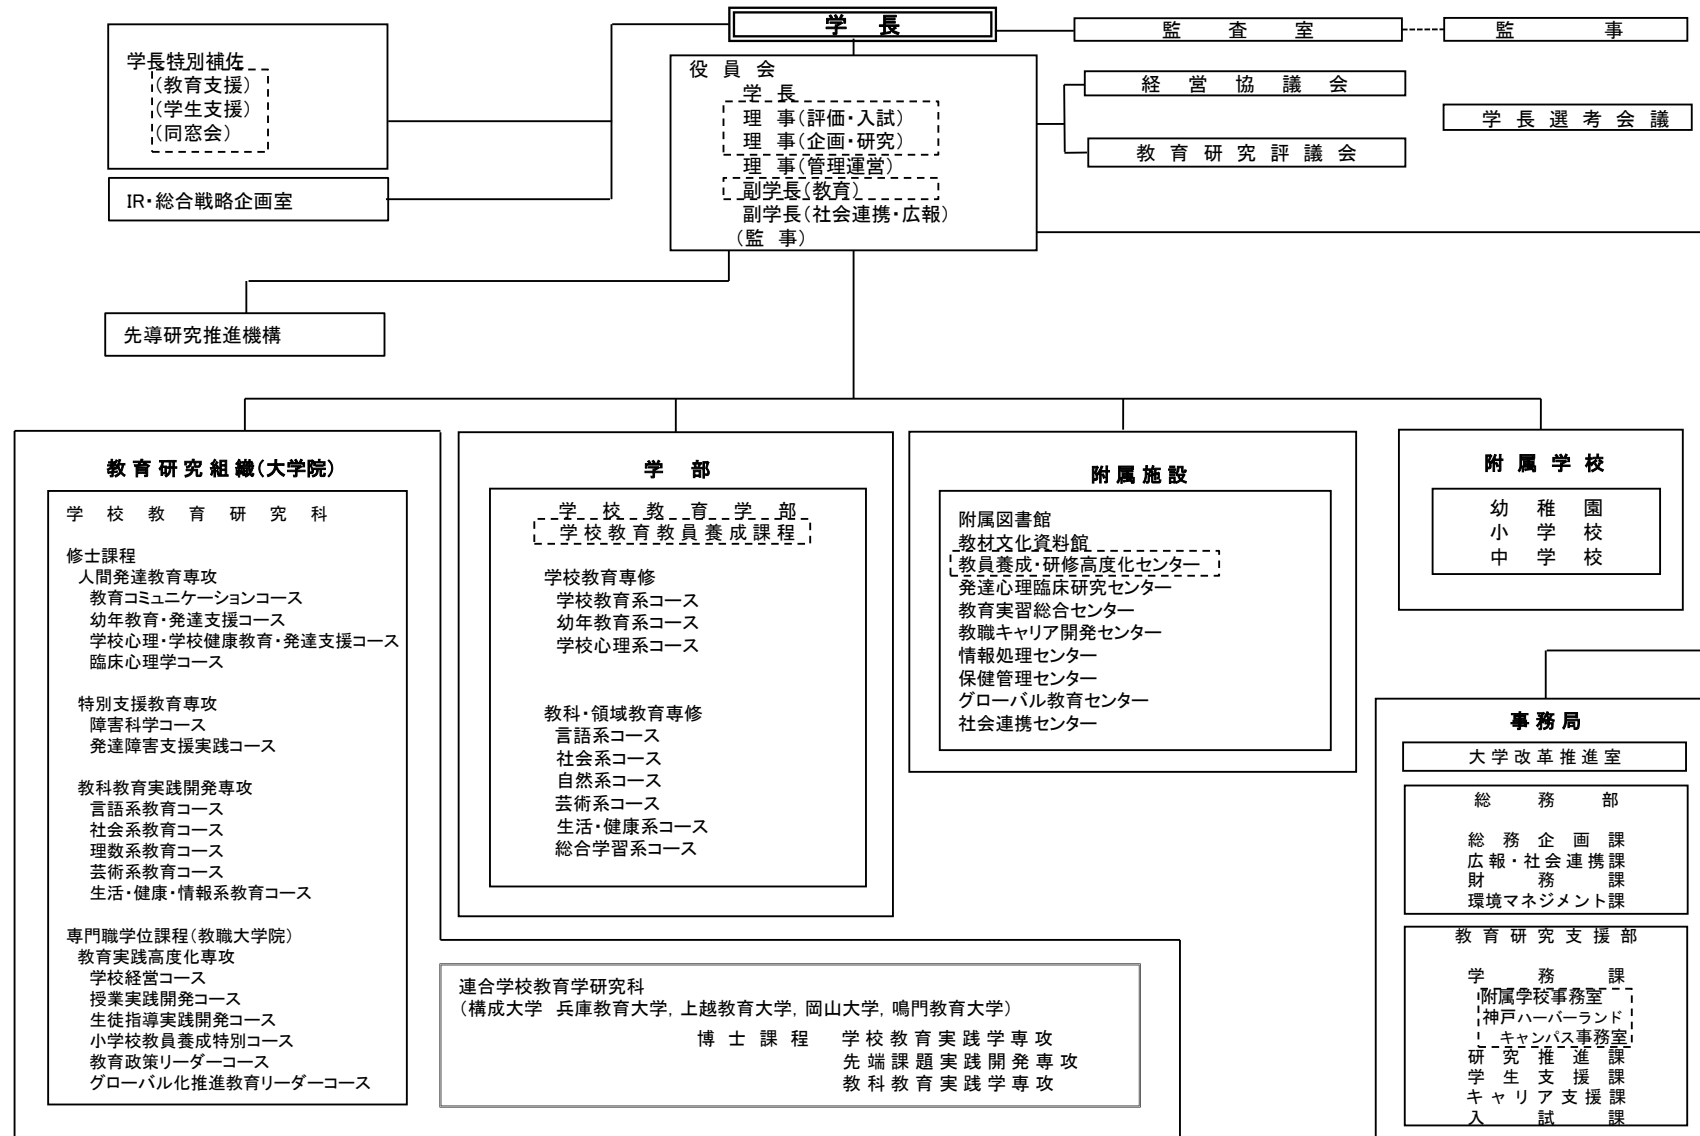 学長
監査室
監事
学長特別補佐
(教育支援)
(学生支援)
(同窓会)
IR・総合戦略企画室
役員会
学長
理事(評価・入試)
理事(企画・研究)
理事(管理運営)
副学長(教育)
副学長(社会連携・広報)
(監事)
経営協議会
教育研究評議会
学長選考会議
先導研究推進機構
教育研究組織(大学院)
学校教育研究科
修士課程
人間発達教育専攻
教育コミュニケーションコース
幼年教育・発達支援コース
学校心理・学校健康教育・発達支援コース
臨床心理学コース
特別支援教育専攻
障害科学コース
発達障害支援実践コース
教科教育実践開発専攻
言語系教育コース
社会系教育コース
理数系教育コース
芸術系教育コース
生活・健康・情報系教育コース
専門職学位課程(教職大学院)
教育実践高度化専攻
学校経営コース
授業実践開発コース
生徒指導実践開発コース
小学校教員養成特別コース
教育政策リーダーコース
グローバル化推進教育リーダーコース
学部
学校教育学部
学校教育教員養成課程
学校教育専修
学校教育系コース
幼年教育系コース
学校心理系コース
教科・領域教育専修
言語系コース
社会系コース
自然系コース
芸術系コース
生活・健康系コース
総合学習系コース
連合学校教育学研究科
(構成大学 兵庫教育大学, 上越教育大学, 岡山大学, 鳴門教育大学)
博士課程 学校教育実践学専攻
先端課題実践開発専攻
教科教育実践学専攻
附属施設
附属図書館
教材文化資料館
教員養成・研修高度化センター
発達心理臨床研究センター
教育実習総合センター
教職キャリア開発センター
情報処理センター
保健管理センター
グローバル教育センター
社会連携センター
附属学校
幼稚園
小学校
中学校
事務局
大学改革推進室
総務部
総務企画課
広報・社会連携課
財務課
環境マネジメント課
教育研究支援部
学務課
附属学校事務室
神戸ハーバーランド
キャンパス事務室
研究推進課
学生支援課
キャリア支援課
入試課